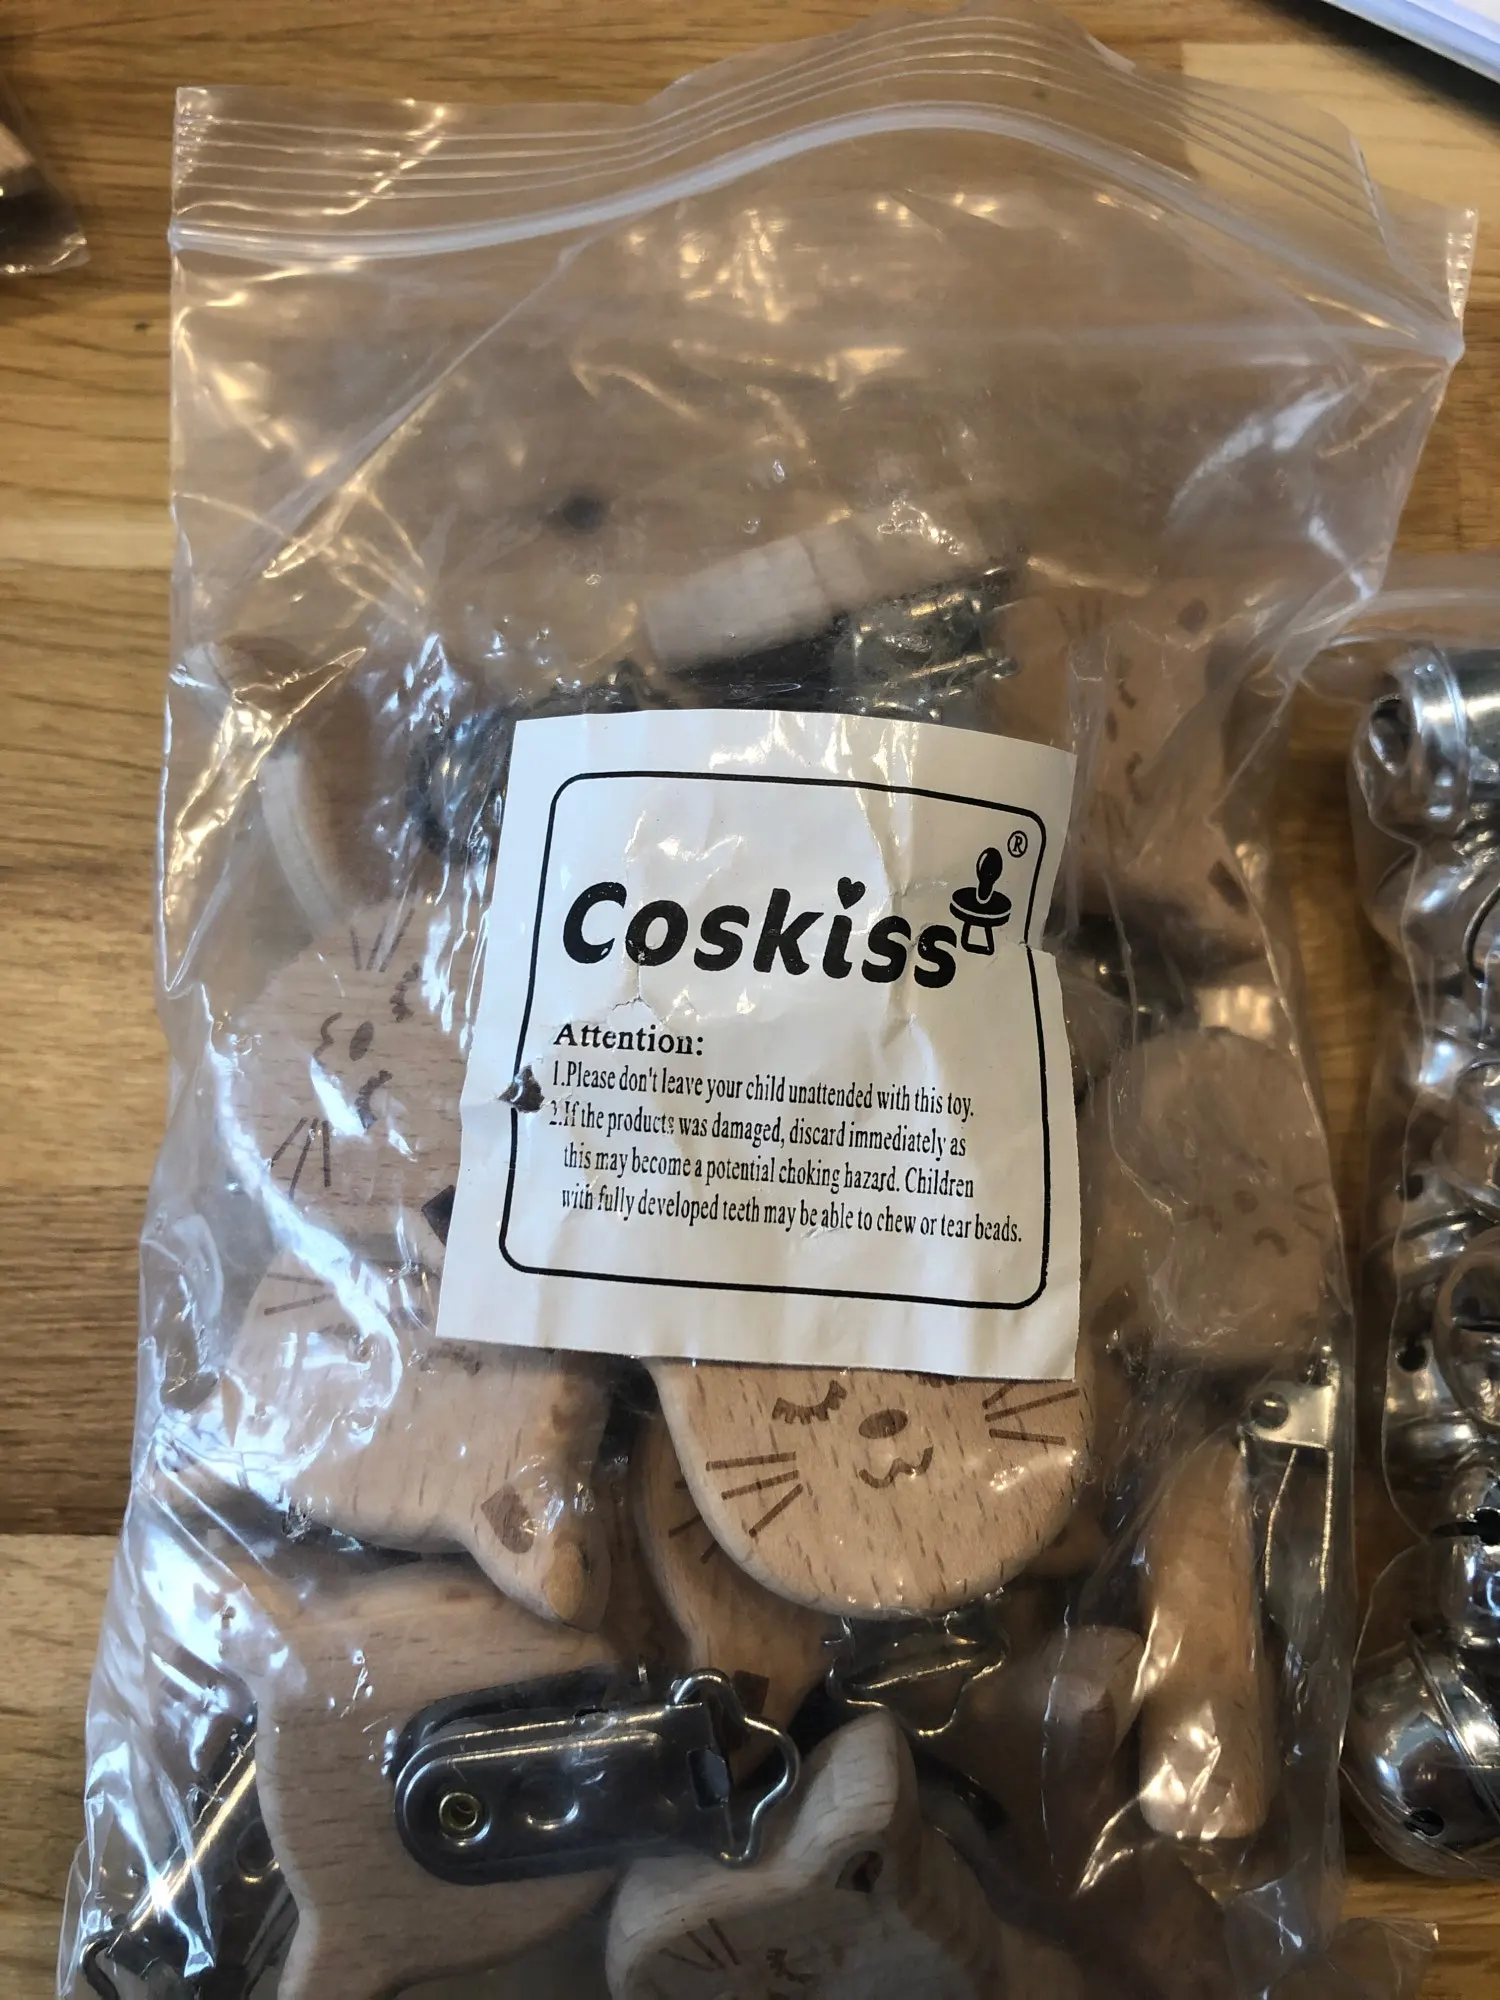 Coskiss®
Attention:
1.Please don't leave your child unattended with this toy.
2.If the products was damaged, discard immediately as
this may become a potential choking hazard. Children
with fully developed teeth may be able to chew or tear beads.